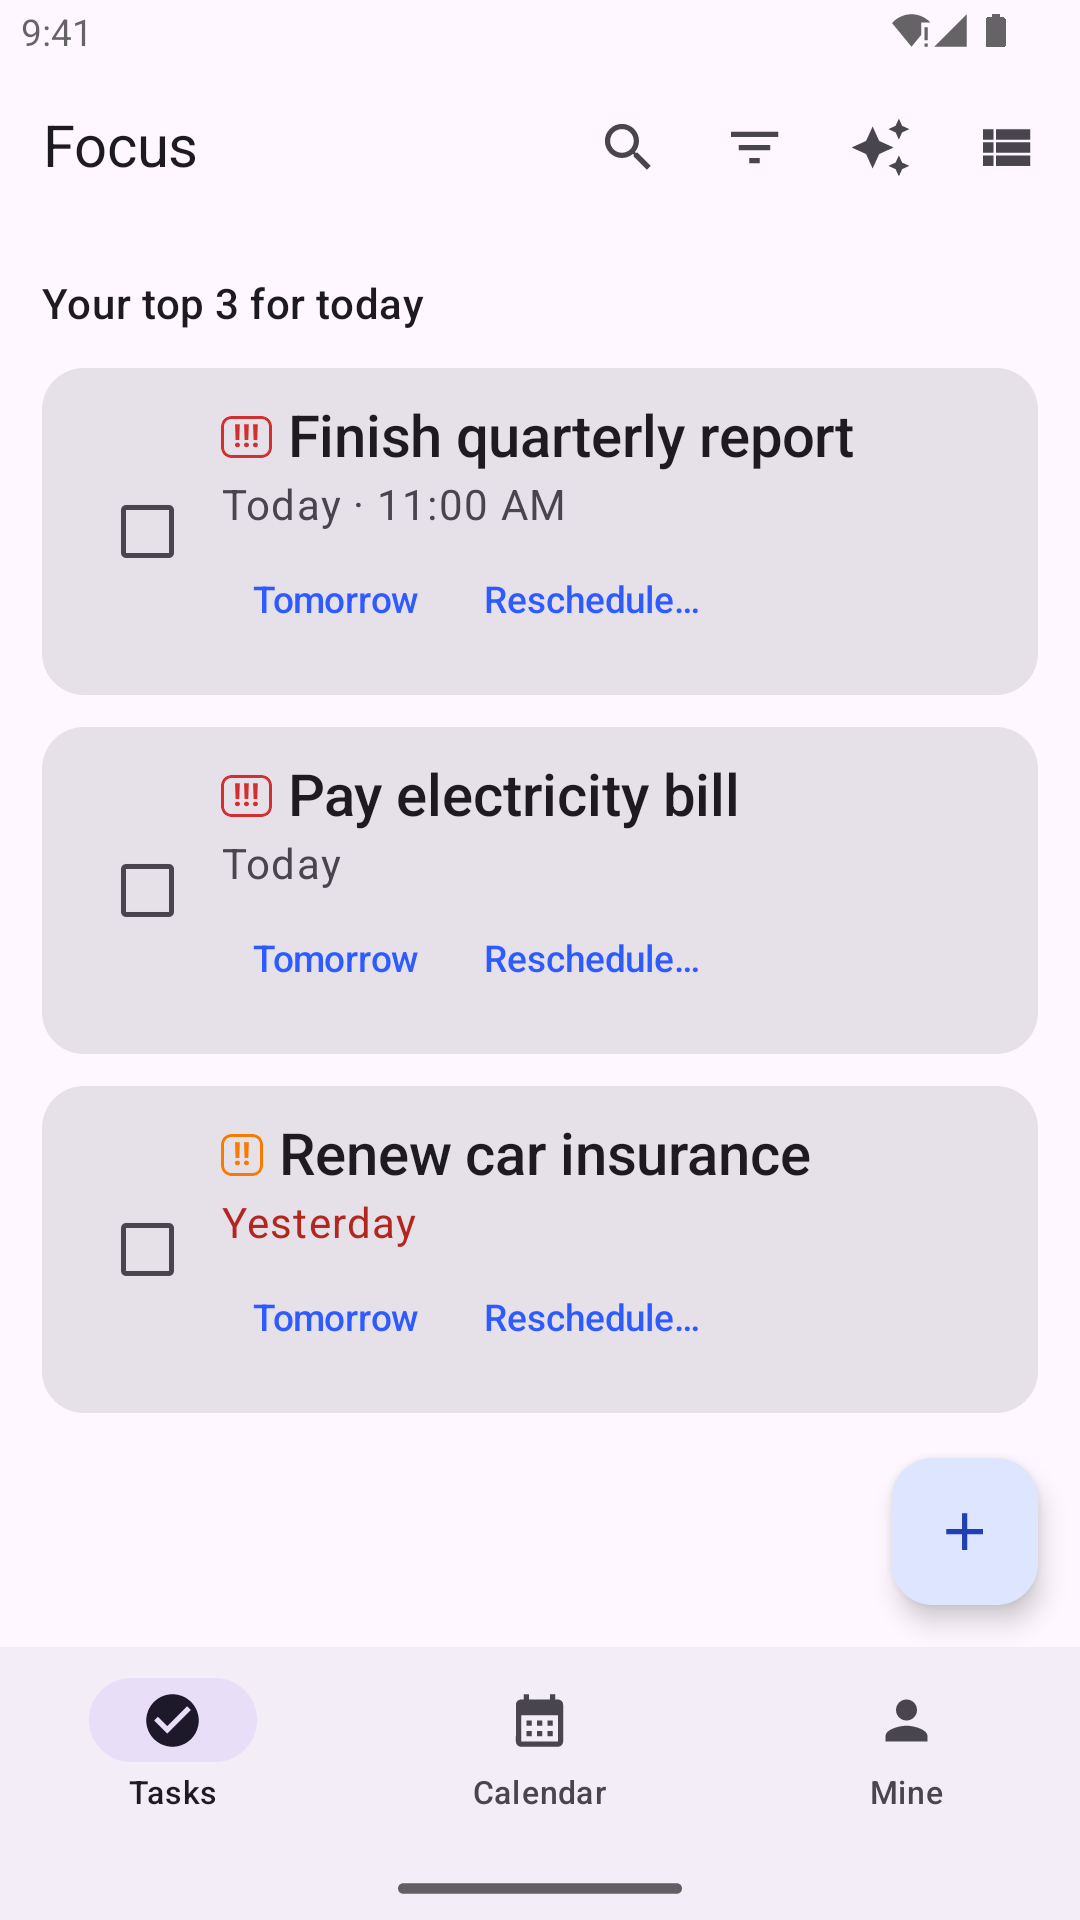 9:41
Focus
Your top 3 for today
!!! Finish quarterly report
Today · 11:00 AM
Tomorrow Reschedule…
!!! Pay electricity bill
Today
Tomorrow Reschedule…
!! Renew car insurance
Yesterday
Tomorrow Reschedule…
Tasks Calendar Mine